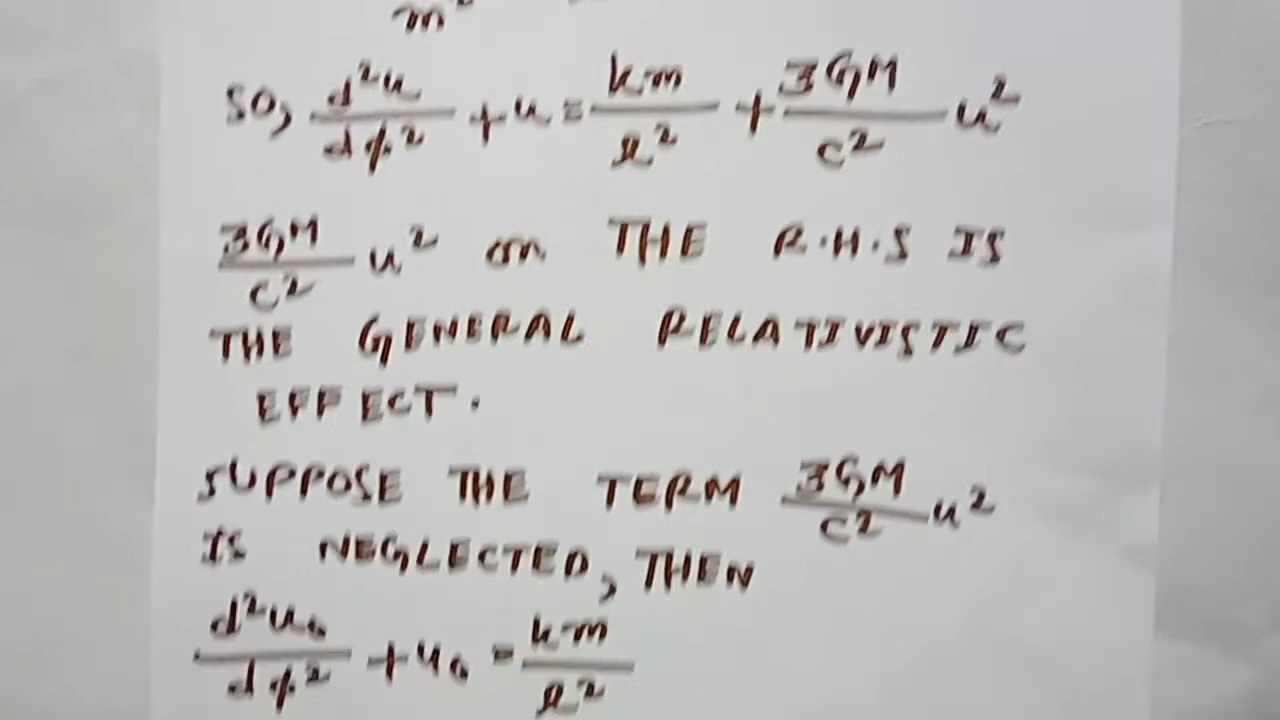 m²
SO, d²u/dφ² + u = km/l² + 3GM/c² u²
3GM/c² u² on THE R.H.S IS
THE GENERAL RELATIVISTIC
EFFECT.
SUPPOSE THE TERM 3GM/c² u²
IS NEGLECTED, THEN
d²u₀/dφ² + u₀ = km/l²